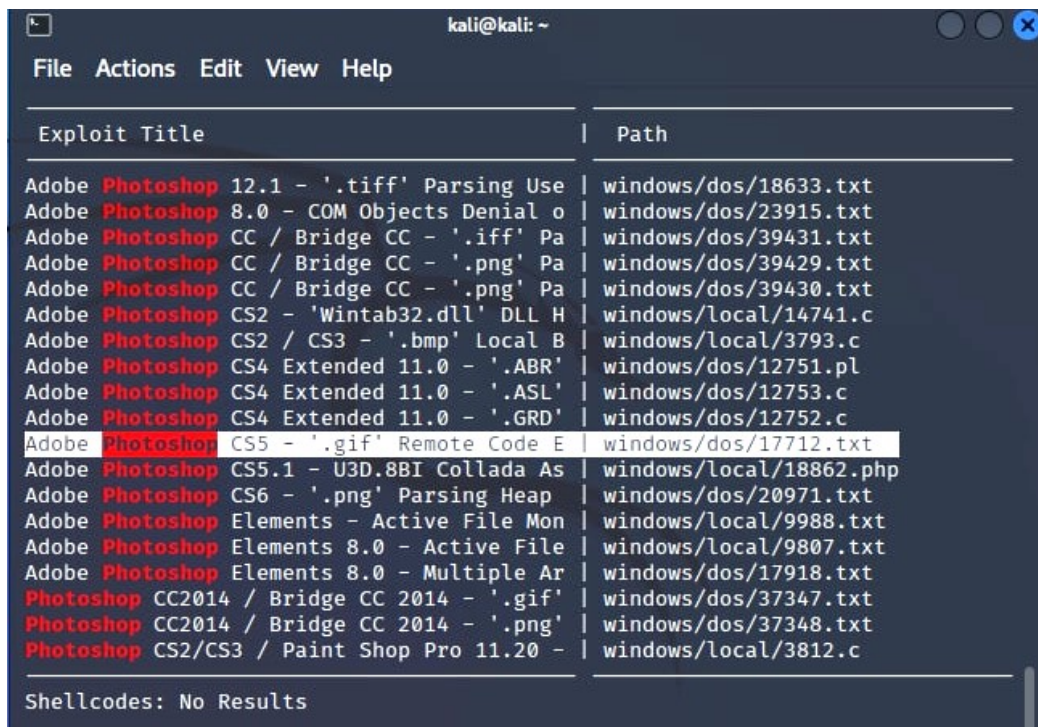 kali@kali: ~
File Actions Edit View Help
Exploit Title | Path
Adobe Photoshop 12.1 - '.tiff' Parsing Use | windows/dos/18633.txt
Adobe Photoshop 8.0 - COM Objects Denial o | windows/dos/23915.txt
Adobe Photoshop CC / Bridge CC - '.iff' Pa | windows/dos/39431.txt
Adobe Photoshop CC / Bridge CC - '.png' Pa | windows/dos/39429.txt
Adobe Photoshop CC / Bridge CC - '.png' Pa | windows/dos/39430.txt
Adobe Photoshop CS2 - 'Wintab32.dll' DLL H | windows/local/14741.c
Adobe Photoshop CS2 / CS3 - '.bmp' Local B | windows/local/3793.c
Adobe Photoshop CS4 Extended 11.0 - '.ABR' | windows/dos/12751.pl
Adobe Photoshop CS4 Extended 11.0 - '.ASL' | windows/dos/12753.c
Adobe Photoshop CS4 Extended 11.0 - '.GRD' | windows/dos/12752.c
Adobe Photoshop CS5 - '.gif' Remote Code E | windows/dos/17712.txt
Adobe Photoshop CS5.1 - U3D.8BI Collada As | windows/local/18862.php
Adobe Photoshop CS6 - '.png' Parsing Heap | windows/dos/20971.txt
Adobe Photoshop Elements - Active File Mon | windows/local/9988.txt
Adobe Photoshop Elements 8.0 - Active File | windows/local/9807.txt
Adobe Photoshop Elements 8.0 - Multiple Ar | windows/dos/17918.txt
Photoshop CC2014 / Bridge CC 2014 - '.gif' | windows/dos/37347.txt
Photoshop CC2014 / Bridge CC 2014 - '.png' | windows/dos/37348.txt
Photoshop CS2/CS3 / Paint Shop Pro 11.20 - | windows/local/3812.c
Shellcodes: No Results